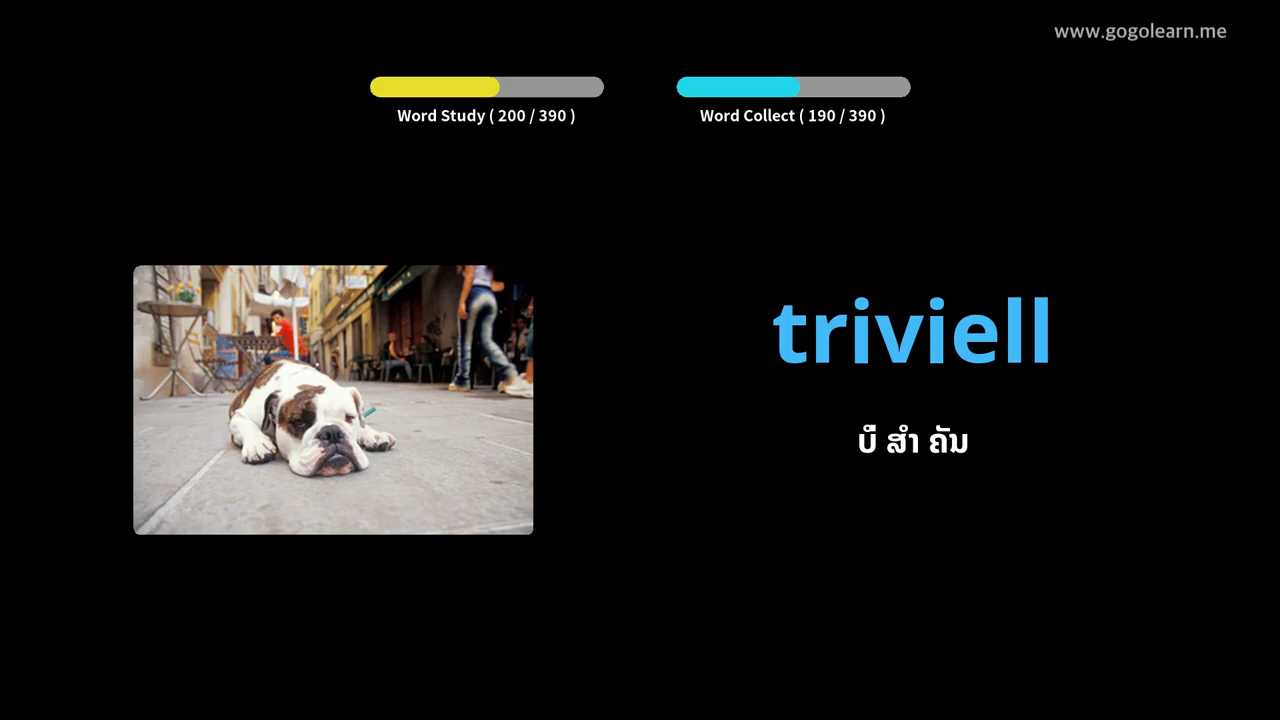 www.gogolearn.me
Word Study ( 200 / 390 )
Word Collect ( 190 / 390 )
triviell
ບໍ່ ສໍາ ຄັນ